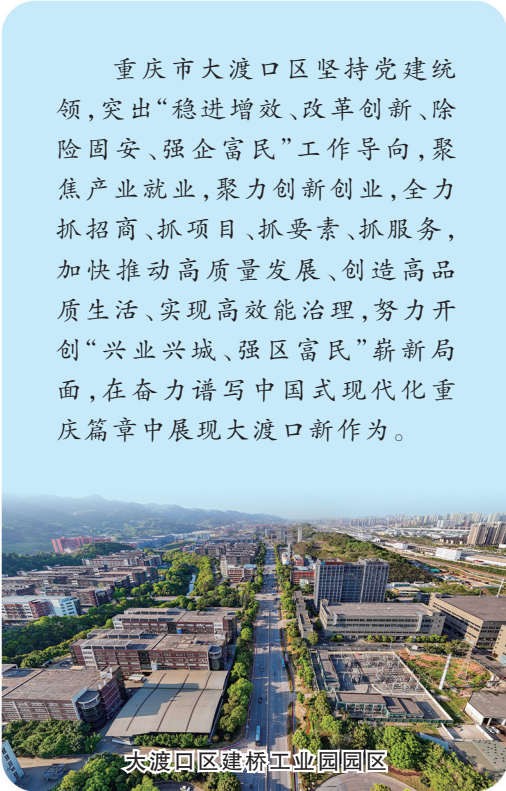 重庆市大渡口区坚持党建统
领,突出“稳进增效、改革创新、除
险固安、强企富民”工作导向,聚
焦产业就业,聚力创新创业,全力
抓招商、抓项目、抓要素、抓服务,
加快推动高质量发展、创造高品
质生活、实现高效能治理,努力开
创“兴业兴城、强区富民”崭新局
面,在奋力谱写中国式现代化重
庆篇章中展现大渡口新作为。
大渡口区建桥工业园园区